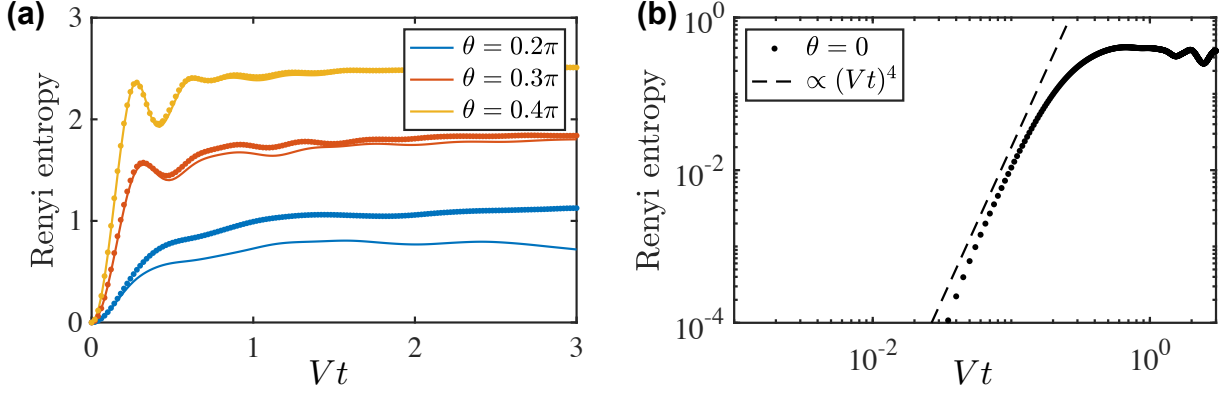 (a)
Renyi entropy
3
2
1
0
θ = 0.2π
θ = 0.3π
θ = 0.4π
0
1
2
3
Vt
(b)
Renyi entropy
10^0
10^-2
10^-4
θ = 0
∝ (Vt)^4
10^-2
10^0
Vt